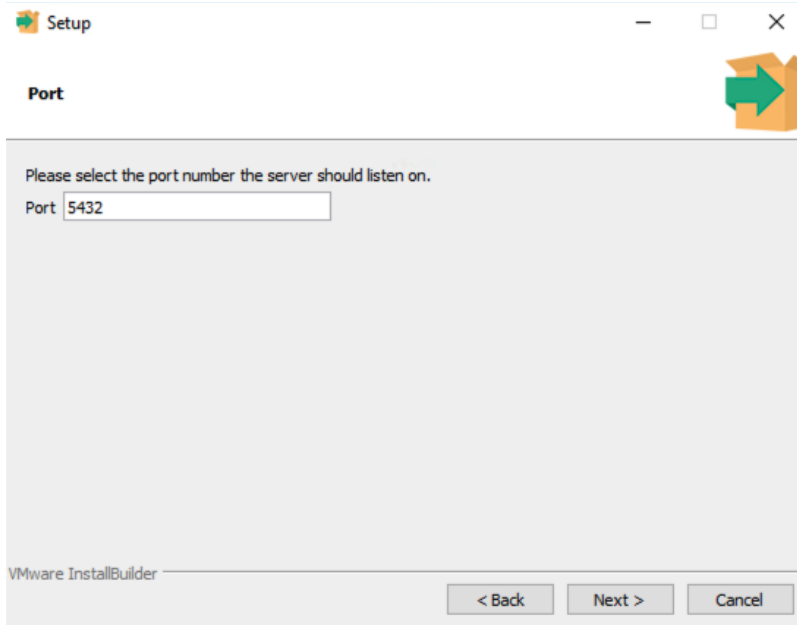 Setup
Port
Please select the port number the server should listen on.
Port 5432
VMware InstallBuilder
< Back Next > Cancel